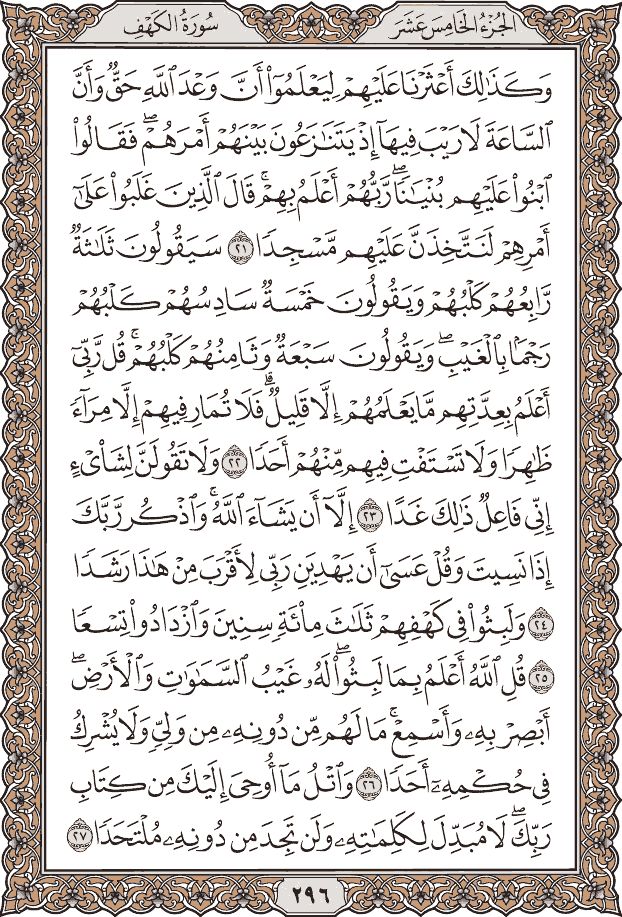 الجُزْءُ الخَامِسَ عَشَرَ
سُورَةُ الكَهْفِ
وَكَذَٰلِكَ أَعْثَرْنَا عَلَيْهِمْ لِيَعْلَمُوٓا۟ أَنَّ وَعْدَ ٱللَّهِ حَقٌّ وَأَنَّ
ٱلسَّاعَةَ لَا رَيْبَ فِيهَآ إِذْ يَتَنَٰزَعُونَ بَيْنَهُمْ أَمْرَهُمْ ۖ فَقَالُوا۟
ٱبْنُوا۟ عَلَيْهِم بُنْيَٰنًا ۖ رَّبُّهُمْ أَعْلَمُ بِهِمْ ۚ قَالَ ٱلَّذِينَ غَلَبُوا۟ عَلَىٰٓ
أَمْرِهِمْ لَنَتَّخِذَنَّ عَلَيْهِم مَّسْجِدًا ٢١ سَيَقُولُونَ ثَلَٰثَةٌ
رَّابِعُهُمْ كَلْبُهُمْ وَيَقُولُونَ خَمْسَةٌ سَادِسُهُمْ كَلْبُهُمْ
رَجْمًۢا بِٱلْغَيْبِ ۖ وَيَقُولُونَ سَبْعَةٌ وَثَامِنُهُمْ كَلْبُهُمْ ۚ قُل رَّبِّىٓ
أَعْلَمُ بِعِدَّتِهِم مَّا يَعْلَمُهُمْ إِلَّا قَلِيلٌ ۗ فَلَا تُمَارِ فِيهِمْ إِلَّا مِرَآءً
ظَٰهِرًا وَلَا تَسْتَفْتِ فِيهِم مِّنْهُمْ أَحَدًا ٢٢ وَلَا تَقُولَنَّ لِشَا۟ىْءٍ
إِنِّى فَاعِلٌ ذَٰلِكَ غَدًا ٢٣ إِلَّآ أَن يَشَآءَ ٱللَّهُ ۚ وَٱذْكُر رَّبَّكَ
إِذَا نَسِيتَ وَقُلْ عَسَىٰٓ أَن يَهْدِيَنِ رَبِّى لِأَقْرَبَ مِنْ هَٰذَا رَشَدًا
٢٤ وَلَبِثُوا۟ فِى كَهْفِهِمْ ثَلَٰثَ مِا۟ئَةٍ سِنِينَ وَٱزْدَادُوا۟ تِسْعًا
٢٥ قُلِ ٱللَّهُ أَعْلَمُ بِمَا لَبِثُوا۟ ۖ لَهُۥ غَيْبُ ٱلسَّمَٰوَٰتِ وَٱلْأَرْضِ ۖ
أَبْصِرْ بِهِۦ وَأَسْمِعْ ۚ مَا لَهُم مِّن دُونِهِۦ مِن وَلِىٍّ وَلَا يُشْرِكُ
فِى حُكْمِهِۦٓ أَحَدًا ٢٦ وَٱتْلُ مَآ أُوحِىَ إِلَيْكَ مِن كِتَابِ
رَبِّكَ ۖ لَا مُبَدِّلَ لِكَلِمَٰتِهِۦ وَلَن تَجِدَ مِن دُونِهِۦ مُلْتَحَدًا ٢٧
٢٩٦